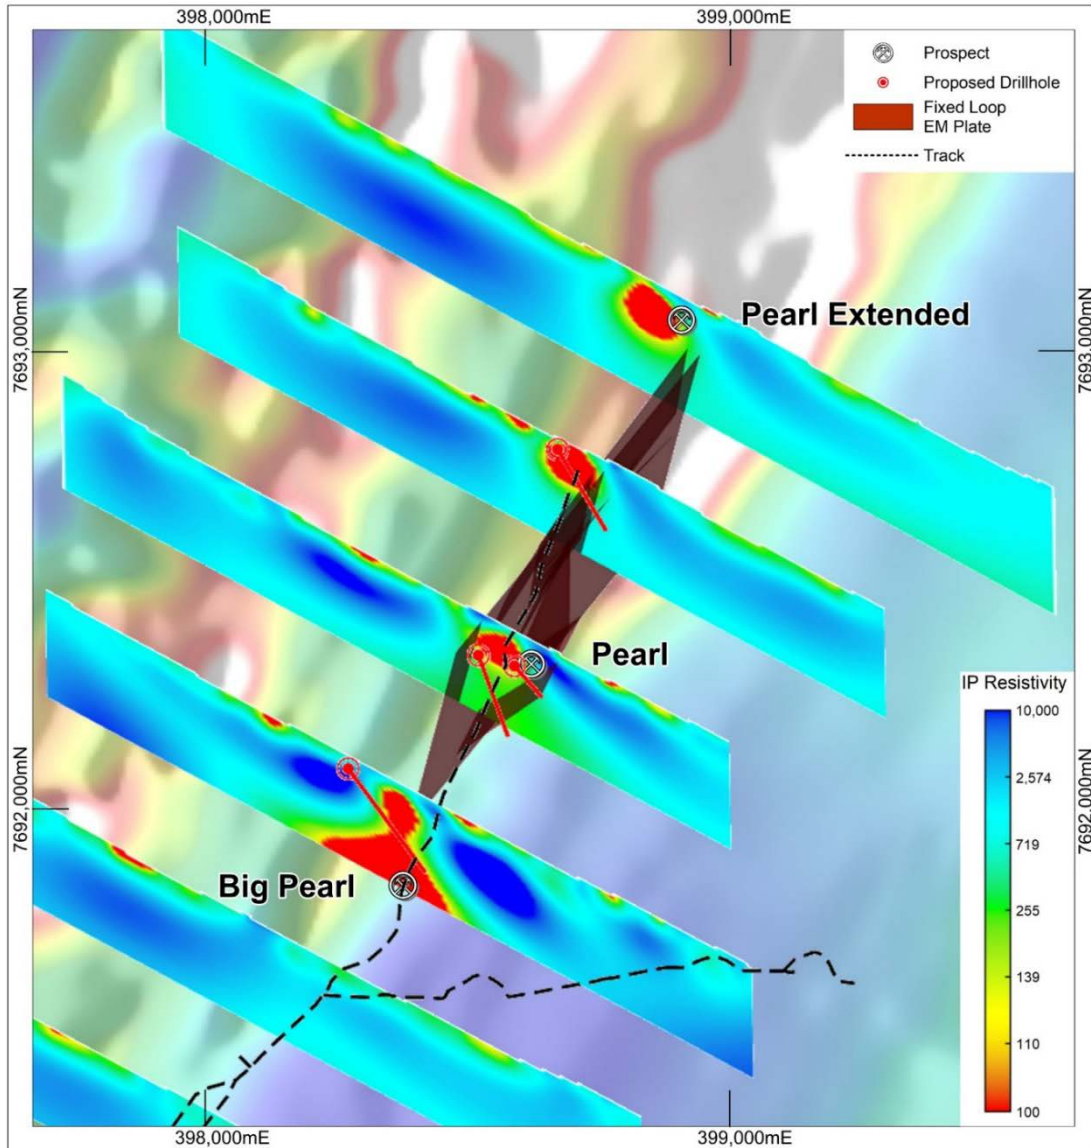 398,000mE
399,000mE
Prospect
Proposed Drillhole
Fixed Loop
EM Plate
Track
Pearl Extended
7693,000mN
7693,000mN
Pearl
IP Resistivity
10,000
2,574
719
255
139
110
100
7692,000mN
7692,000mN
Big Pearl
398,000mE
399,000mE